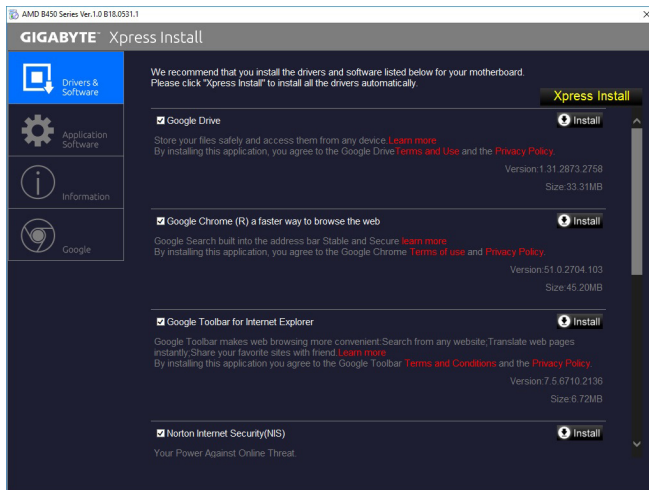 AMD B450 Series Ver.1.0 B18.0531.1
GIGABYTE™ Xpress Install
Drivers &
Software
Application
Software
Information
Google
We recommend that you install the drivers and software listed below for your motherboard.
Please click "Xpress Install" to install all the drivers automatically.
Xpress Install
Google Drive
Install
Store your files safely and access them from any device.Learn more
By installing this application, you agree to the Google DriveTerms and Use and the Privacy Policy.
Version:1.31.2873.2758
Size:33.31MB
Google Chrome (R) a faster way to browse the web
Install
Google Search built into the address bar Stable and Secure learn more
By installing this application, you agree to the Google Chrome Terms of use and Privacy Policy.
Version:51.0.2704.103
Size:45.20MB
Google Toolbar for Internet Explorer
Install
Google Toolbar makes web browsing more convenient:Search from any website;Translate web pages
instantly;Share your favorite sites with friend.Learn more
By installing this application you agree to the Google Toolbar Terms and Conditions and the Privacy Policy.
Version:7.5.6710.2136
Size:6.72MB
Norton Internet Security(NIS)
Install
Your Power Against Online Threat.